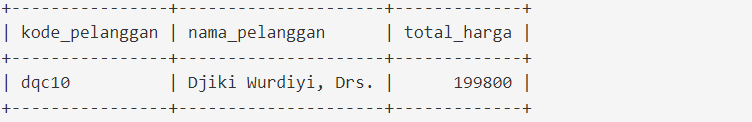 +----------------+---------------------+-------------+
| kode_pelanggan | nama_pelanggan      | total_harga |
+----------------+---------------------+-------------+
| dqc10          | Djiki Wurdiyi, Drs. |      199800 |
+----------------+---------------------+-------------+